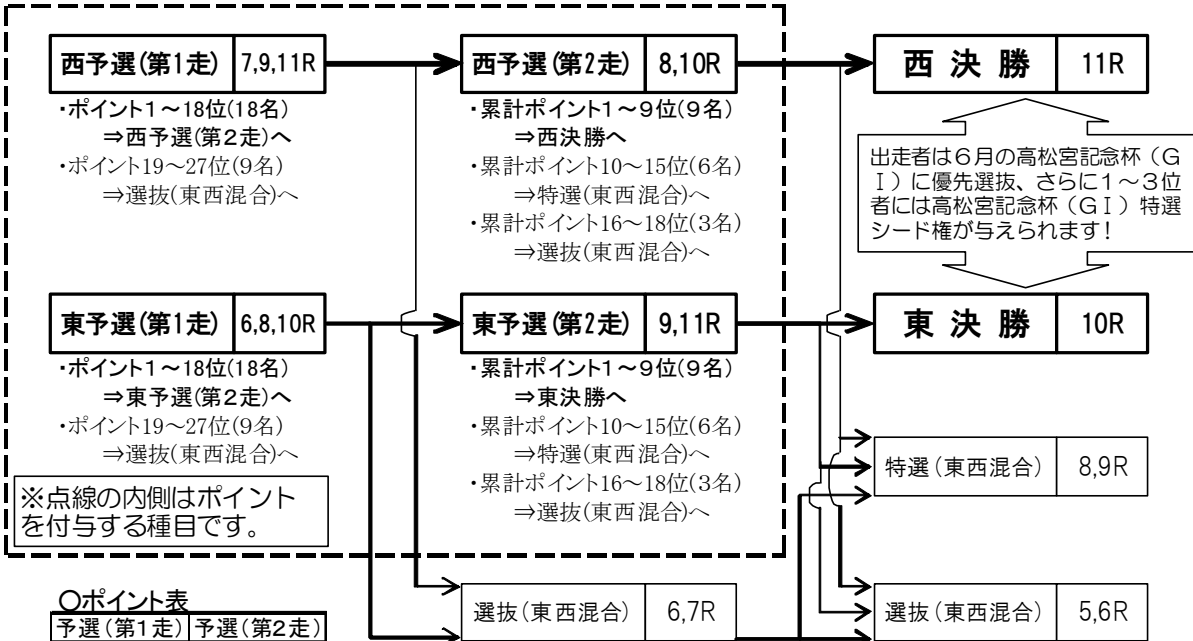 西予選(第1走) 7,9,11R
・ポイント1～18位(18名)
⇒西予選(第2走)へ
・ポイント19～27位(9名)
⇒選抜(東西混合)へ
西予選(第2走) 8,10R
・累計ポイント1～9位(9名)
⇒西決勝へ
・累計ポイント10～15位(6名)
⇒特選(東西混合)へ
・累計ポイント16～18位(3名)
⇒選抜(東西混合)へ
西決勝 11R
出走者は６月の高松宮記念杯（Ｇ
Ⅰ）に優先選抜、さらに１～３位
者には高松宮記念杯（ＧⅠ）特選
シード権が与えられます！
東予選(第1走) 6,8,10R
・ポイント1～18位(18名)
⇒東予選(第2走)へ
・ポイント19～27位(9名)
⇒選抜(東西混合)へ
※点線の内側はポイント
を付与する種目です。
東予選(第2走) 9,11R
・累計ポイント1～9位(9名)
⇒東決勝へ
・累計ポイント10～15位(6名)
⇒特選(東西混合)へ
・累計ポイント16～18位(3名)
⇒選抜(東西混合)へ
東決勝 10R
特選(東西混合) 8,9R
選抜(東西混合) 6,7R
選抜(東西混合) 5,6R
○ポイント表
予選(第1走) 予選(第2走)